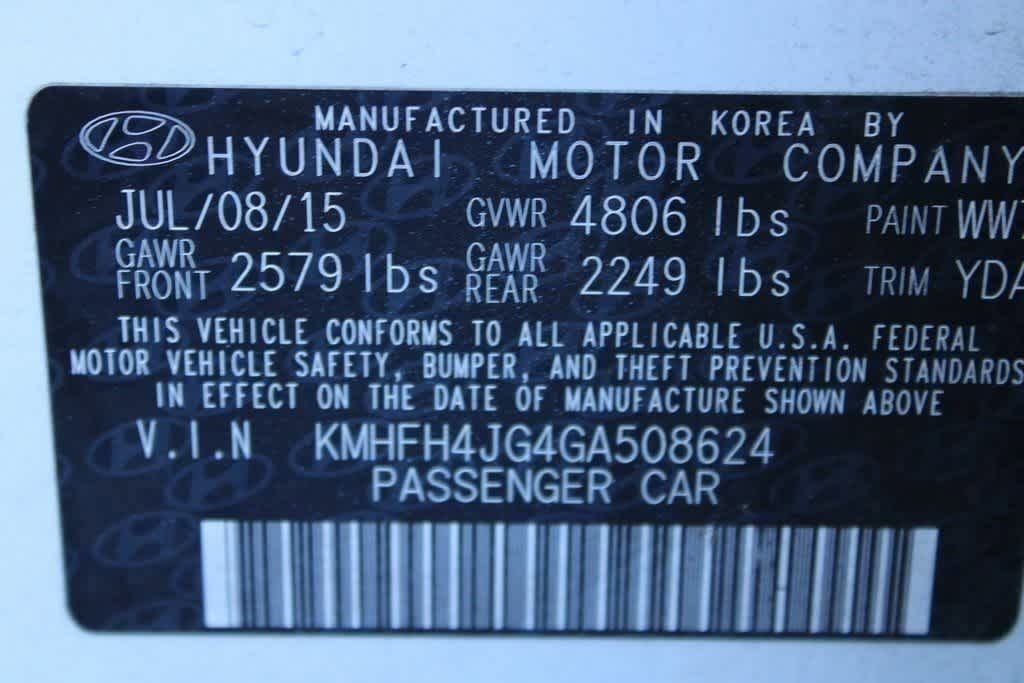 MANUFACTURED IN KOREA BY
HYUNDAI MOTOR COMPANY
JUL/08/15 GVWR 4806 lbs PAINT
GAWR FRONT 2579 lbs GAWR REAR 2249 lbs TRIM
THIS VEHICLE CONFORMS TO ALL APPLICABLE U.S.A. FEDERAL
MOTOR VEHICLE SAFETY, BUMPER, AND THEFT PREVENTION STANDARDS
IN EFFECT ON THE DATE OF MANUFACTURE SHOWN ABOVE
V.I.N KMHFH4JG4GA508624
PASSENGER CAR